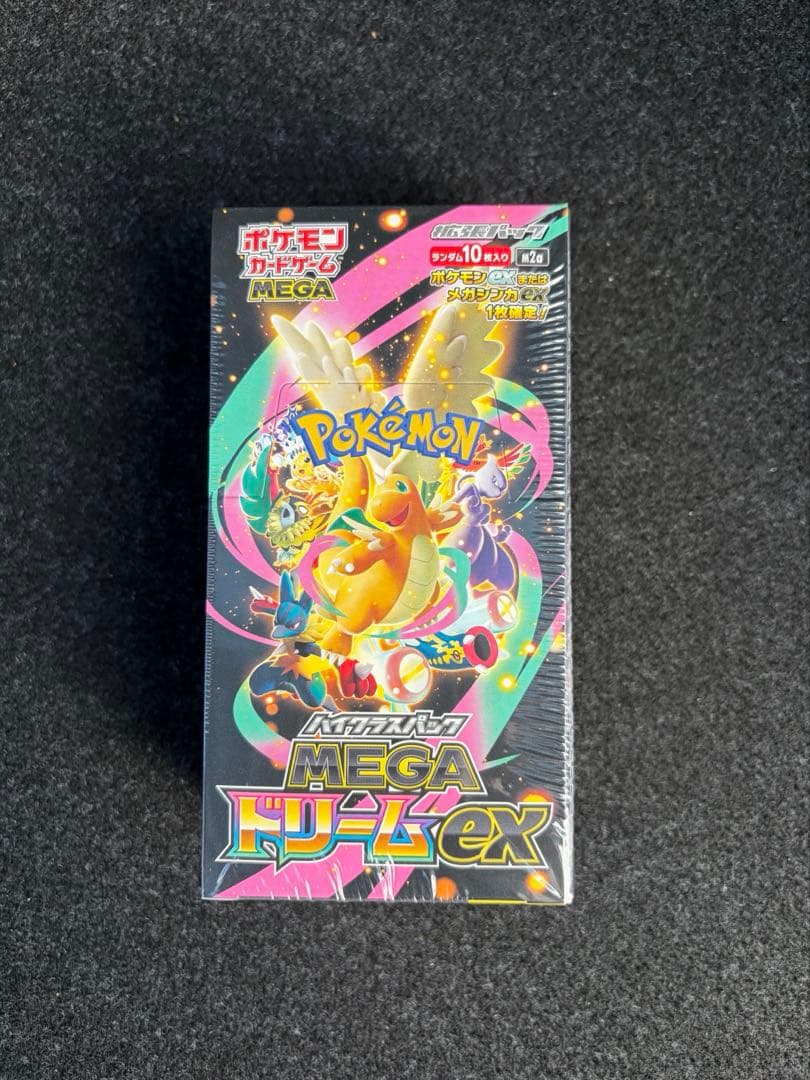 ポケモン
カードゲーム
MEGA
拡張パック
ランダム10枚入り M2a
ポケモンexまたは
メガシンカex
1枚確定!
POKéMON
ハイクラスパック
MEGA
ドリームex